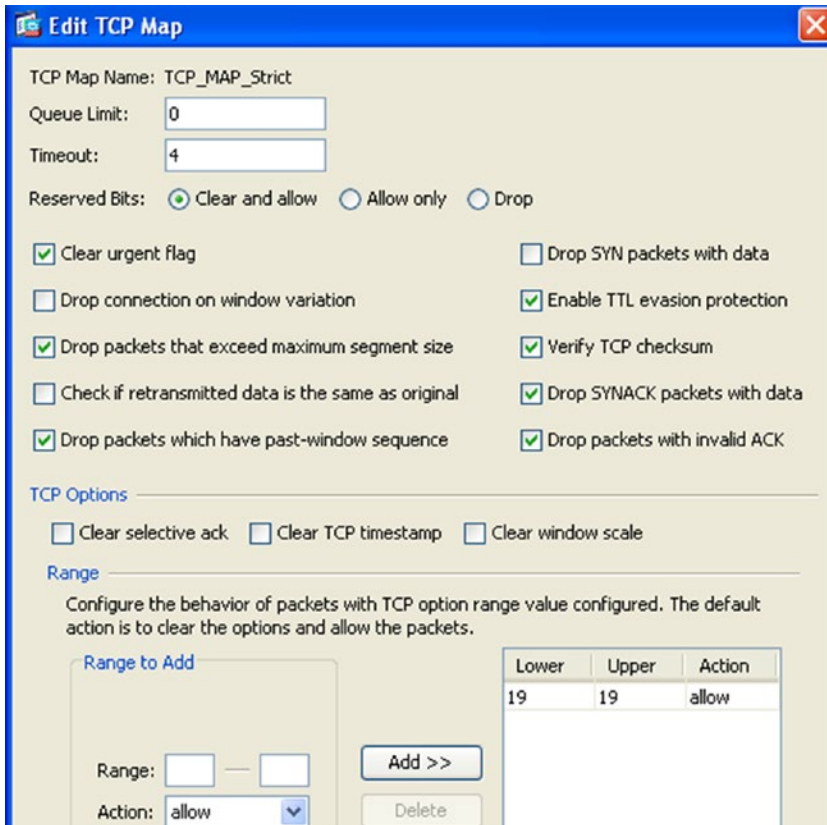 Edit TCP Map
TCP Map Name: TCP_MAP_Strict
Queue Limit: 0
Timeout: 4
Reserved Bits: Clear and allow Allow only Drop
Clear urgent flag
Drop SYN packets with data
Drop connection on window variation
Enable TTL evasion protection
Drop packets that exceed maximum segment size
Verify TCP checksum
Check if retransmitted data is the same as original
Drop SYNACK packets with data
Drop packets which have past-window sequence
Drop packets with invalid ACK
TCP Options
Clear selective ack Clear TCP timestamp Clear window scale
Range
Configure the behavior of packets with TCP option range value configured. The default
action is to clear the options and allow the packets.
Range to Add
Range: —
Action: allow
Add >>
Delete
Lower Upper Action
19 19 allow